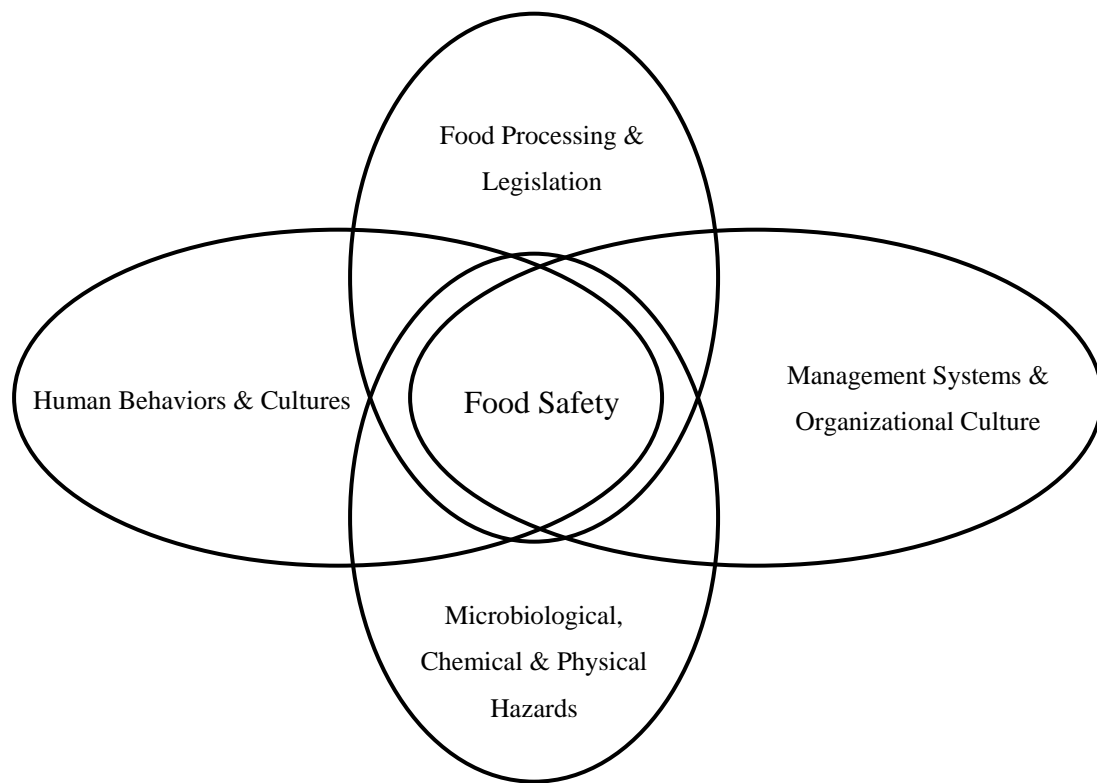 Food Processing &
Legislation
Human Behaviors & Cultures
Food Safety
Management Systems &
Organizational Culture
Microbiological,
Chemical & Physical
Hazards